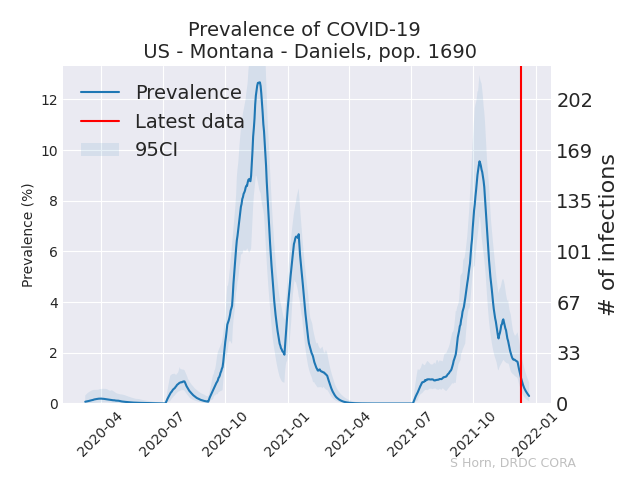 Prevalence of COVID-19
US - Montana - Daniels, pop. 1690
Prevalence
Latest data
95CI
Prevalence (%)
12
10
8
6
4
2
0
202
169
135
101
67
33
0
# of infections
2020-04
2020-07
2020-10
2021-01
2021-04
2021-07
2021-10
2022-01
S Horn, DRDC CORA